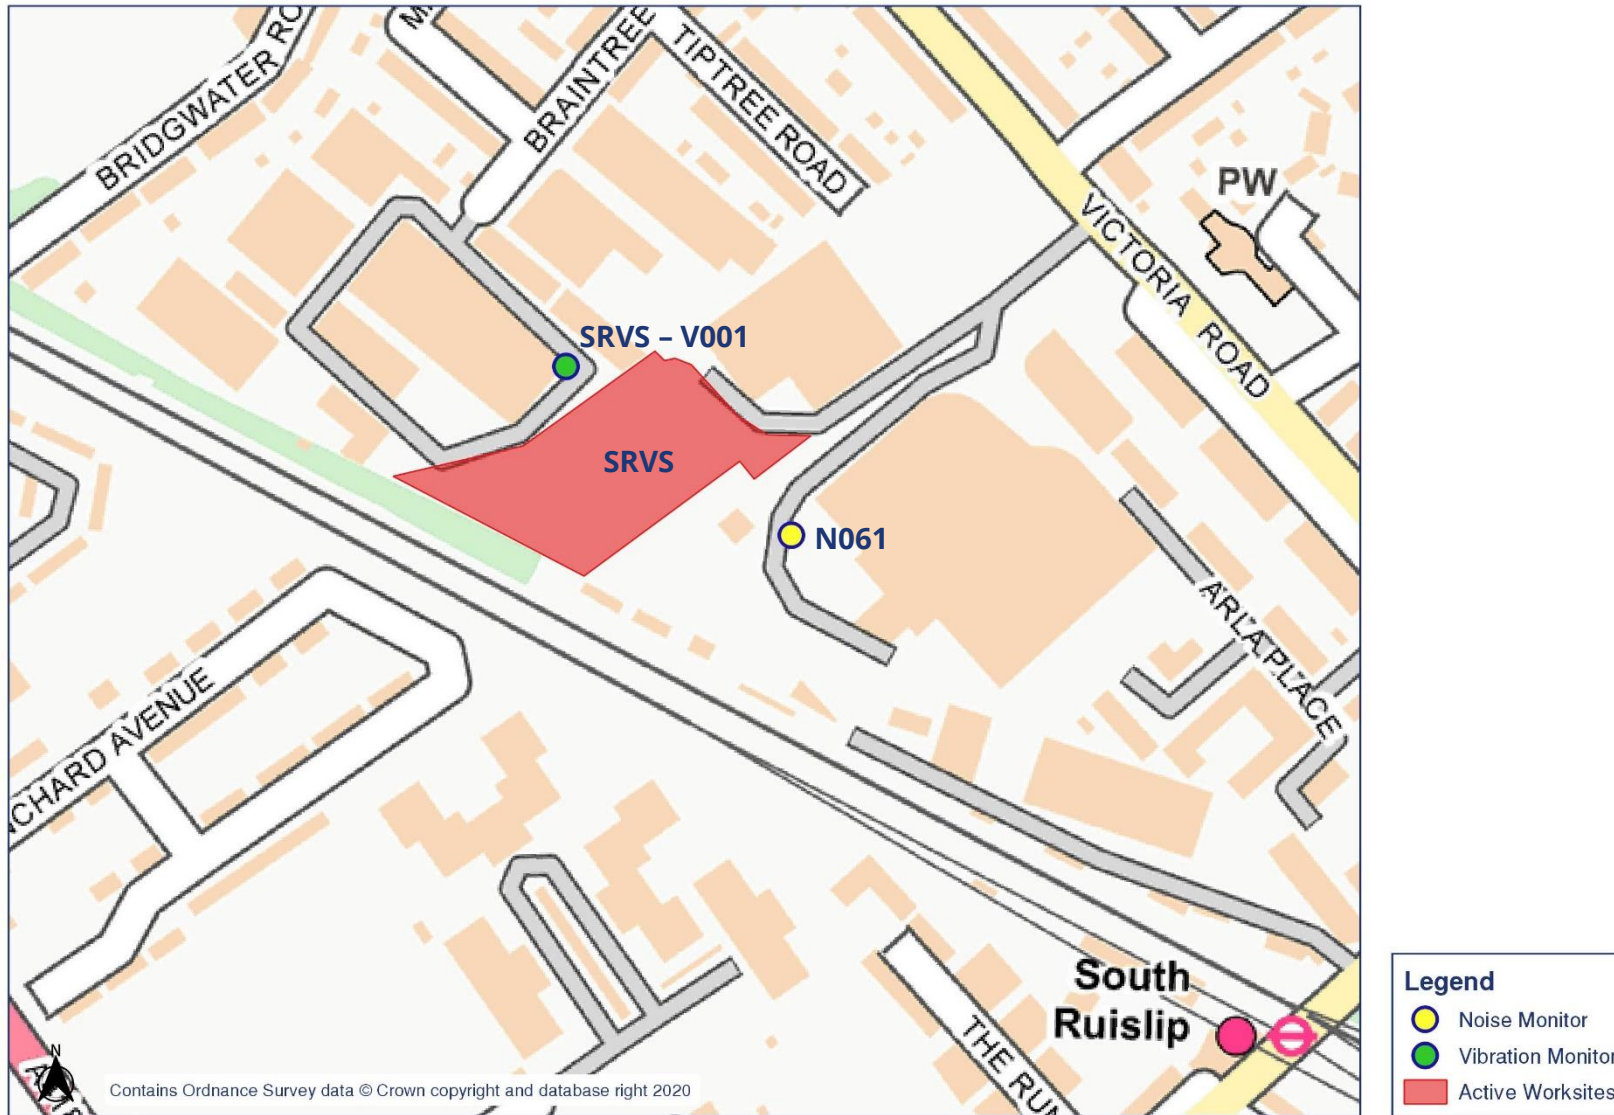 BRIDGWATER RO
BRAINTREE
TIPTREE ROAD
PW
VICTORIA ROAD
SRVS – V001
SRVS
N061
ARLA PLACE
CHARD AVENUE
South
Ruislip
THE RUN
Contains Ordnance Survey data © Crown copyright and database right 2020
N
Legend
Noise Monitor
Vibration Monitor
Active Worksites